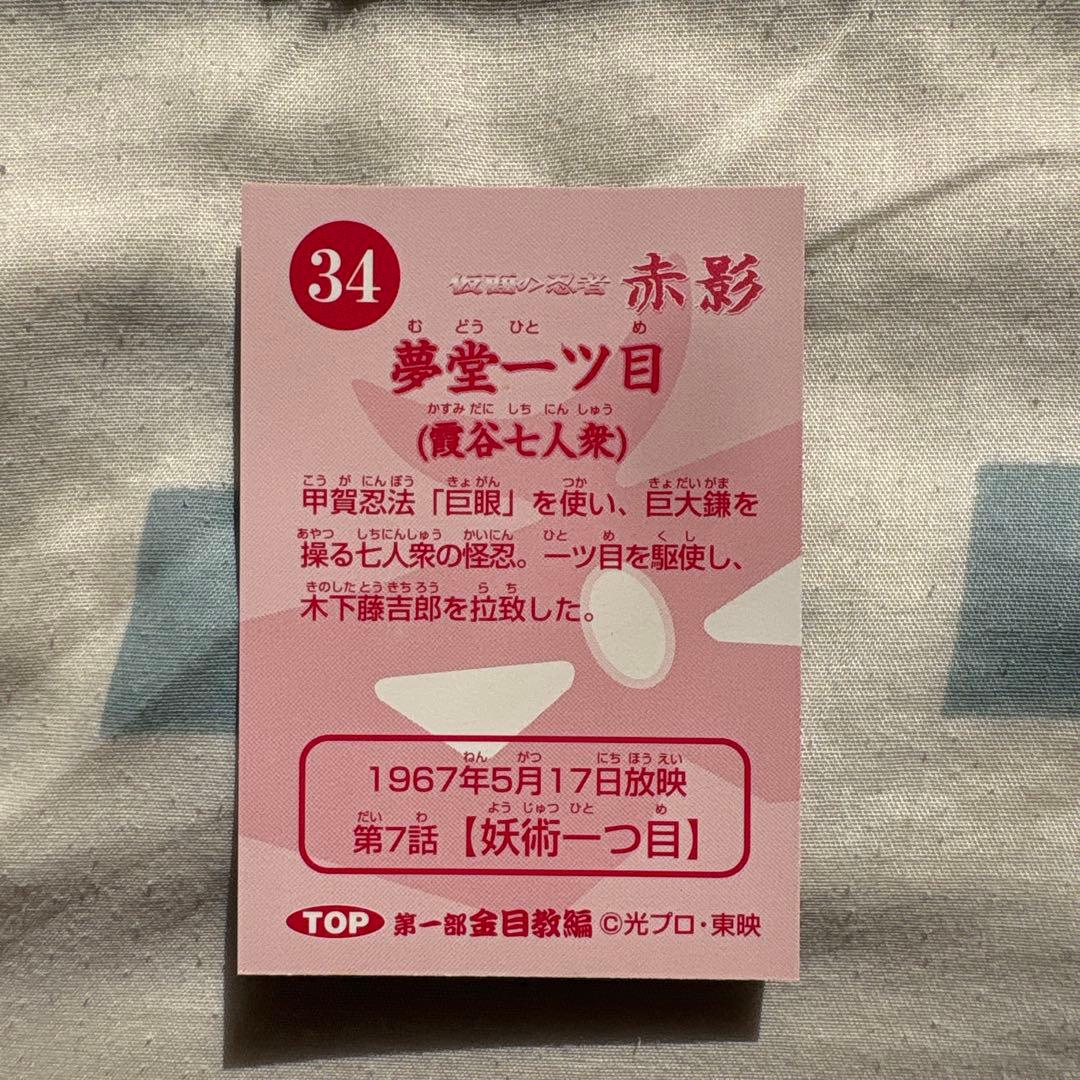 34
仮面の忍者 赤影
む どう ひと め
夢堂一ツ目
かすみ だに しち にん しゅう
(霞谷七人衆)
こう が にん ぽう きょ がん つか きょ だい がま
甲賀忍法「巨眼」を使い、巨大鎌を
あやつ しちにんしゅう かいにん ひと め く し
操る七人衆の怪忍。一ツ目を駆使し、
きのした とう きち ろう ら ち
木下藤吉郎を拉致した。
ねん がつ にち ほう えい
1967年5月17日放映
だい わ よう じゅつ ひと め
第7話【妖術一つ目】
TOP 第一部 金目教編 ©光プロ・東映